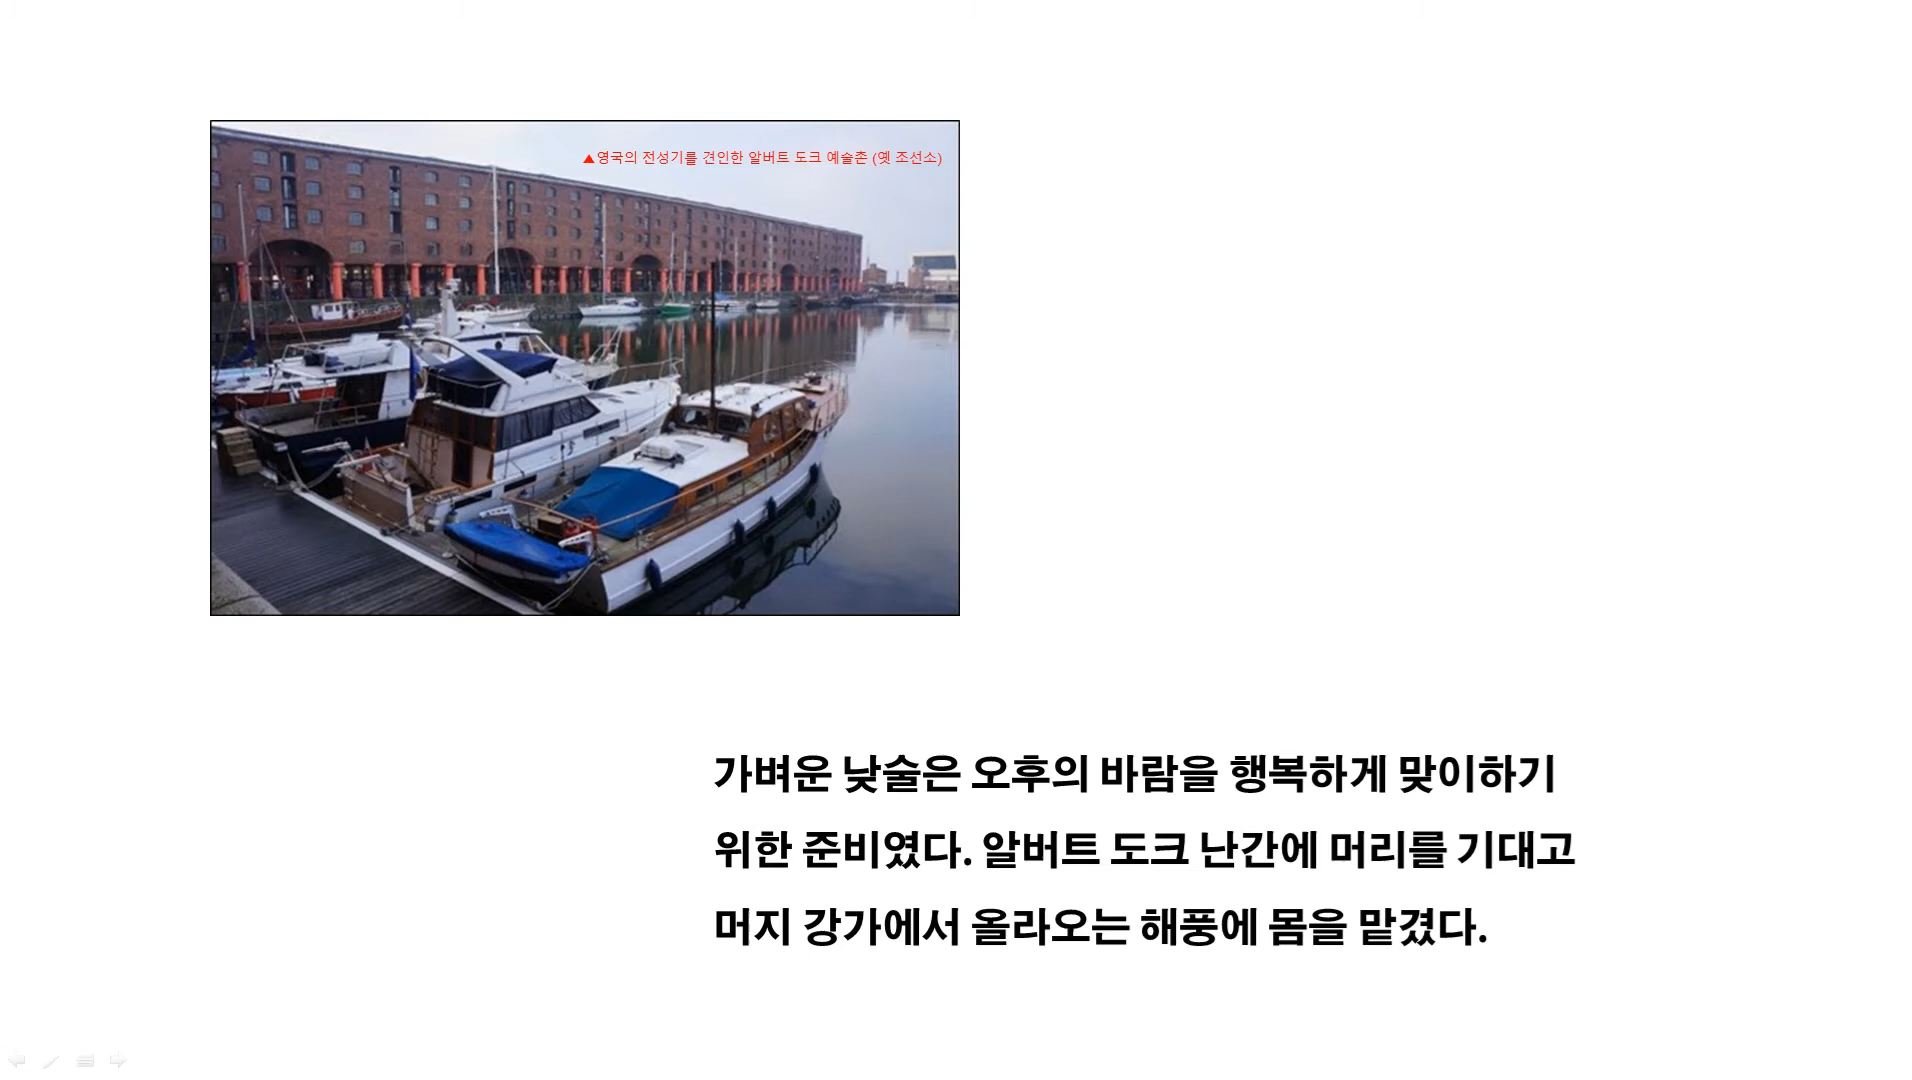 ▲영국의 전성기를 견인한 알버트 도크 예술촌 (옛 조선소)
가벼운 낮술은 오후의 바람을 행복하게 맞이하기
위한 준비였다. 알버트 도크 난간에 머리를 기대고
머지 강가에서 올라오는 해풍에 몸을 맡겼다.